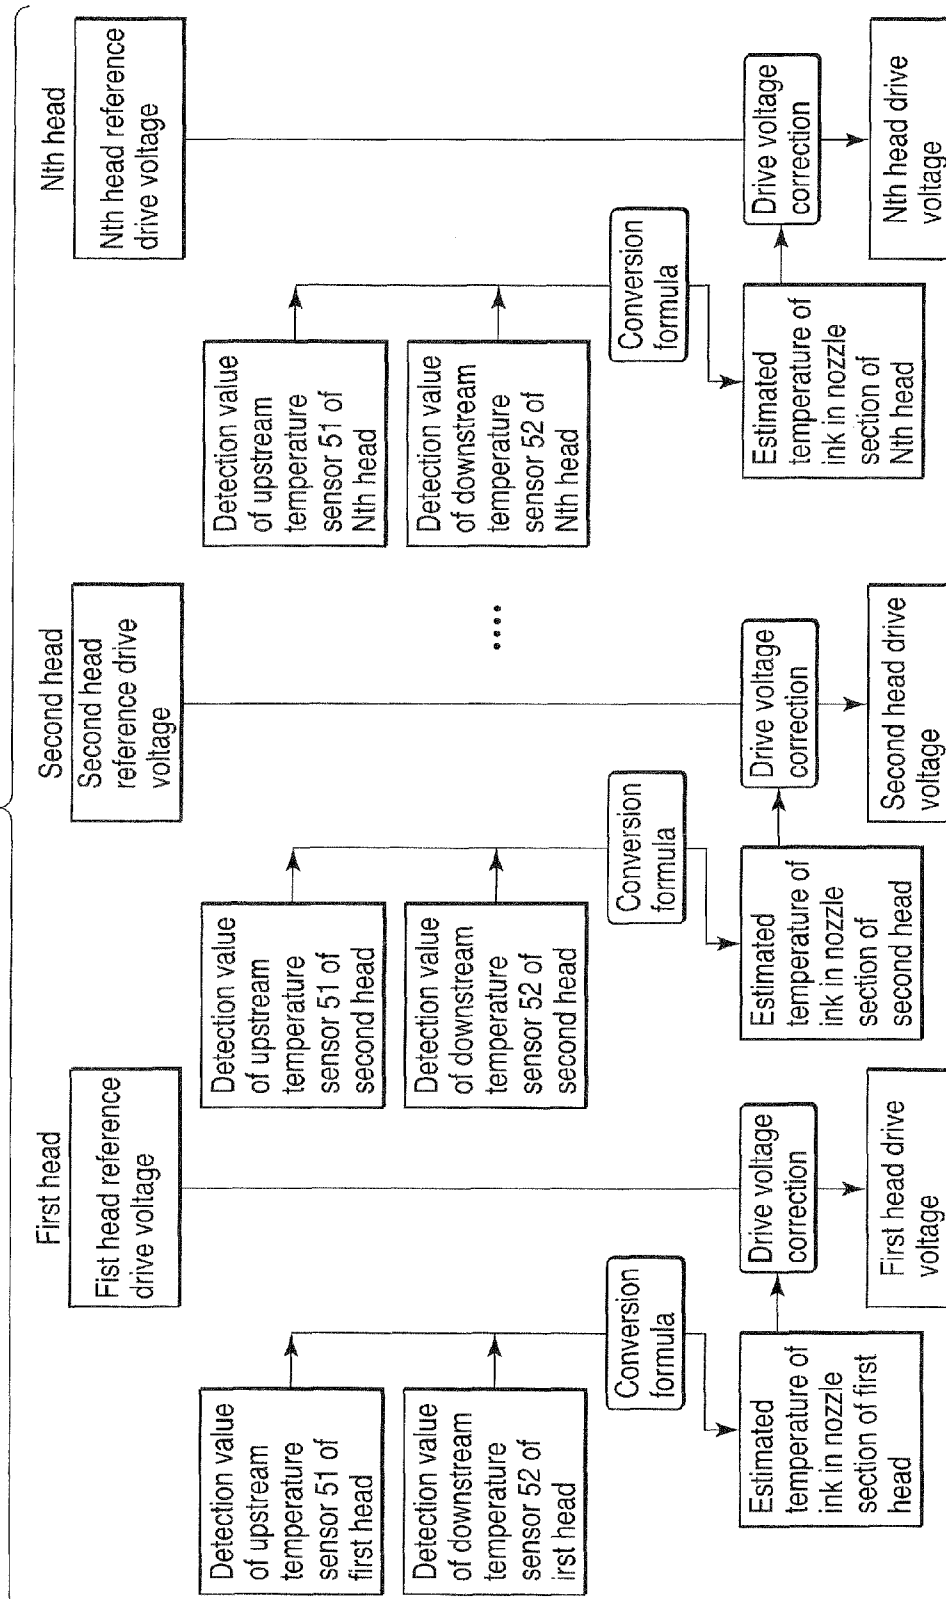 First head
Fist head reference
drive voltage
Detection value
of upstream
temperature
sensor 51 of
first head
Detection value
of downstream
temperature
sensor 52 of
irst head
Conversion
formula
Estimated
temperature of
ink in nozzle
section of first
head
Drive voltage
correction
First head drive
voltage
Second head
Second head
reference drive
voltage
Detection value
of upstream
temperature
sensor 51 of
second head
Detection value
of downstream
temperature
sensor 52 of
second head
Conversion
formula
Estimated
temperature of
ink in nozzle
section of
second head
Drive voltage
correction
Second head drive
voltage
....
Nth head
Nth head reference
drive voltage
Detection value
of upstream
temperature
sensor 51 of
Nth head
Detection value
of downstream
temperature
sensor 52 of
Nth head
Conversion
formula
Estimated
temperature of
ink in nozzle
section of
Nth head
Drive voltage
correction
Nth head drive
voltage